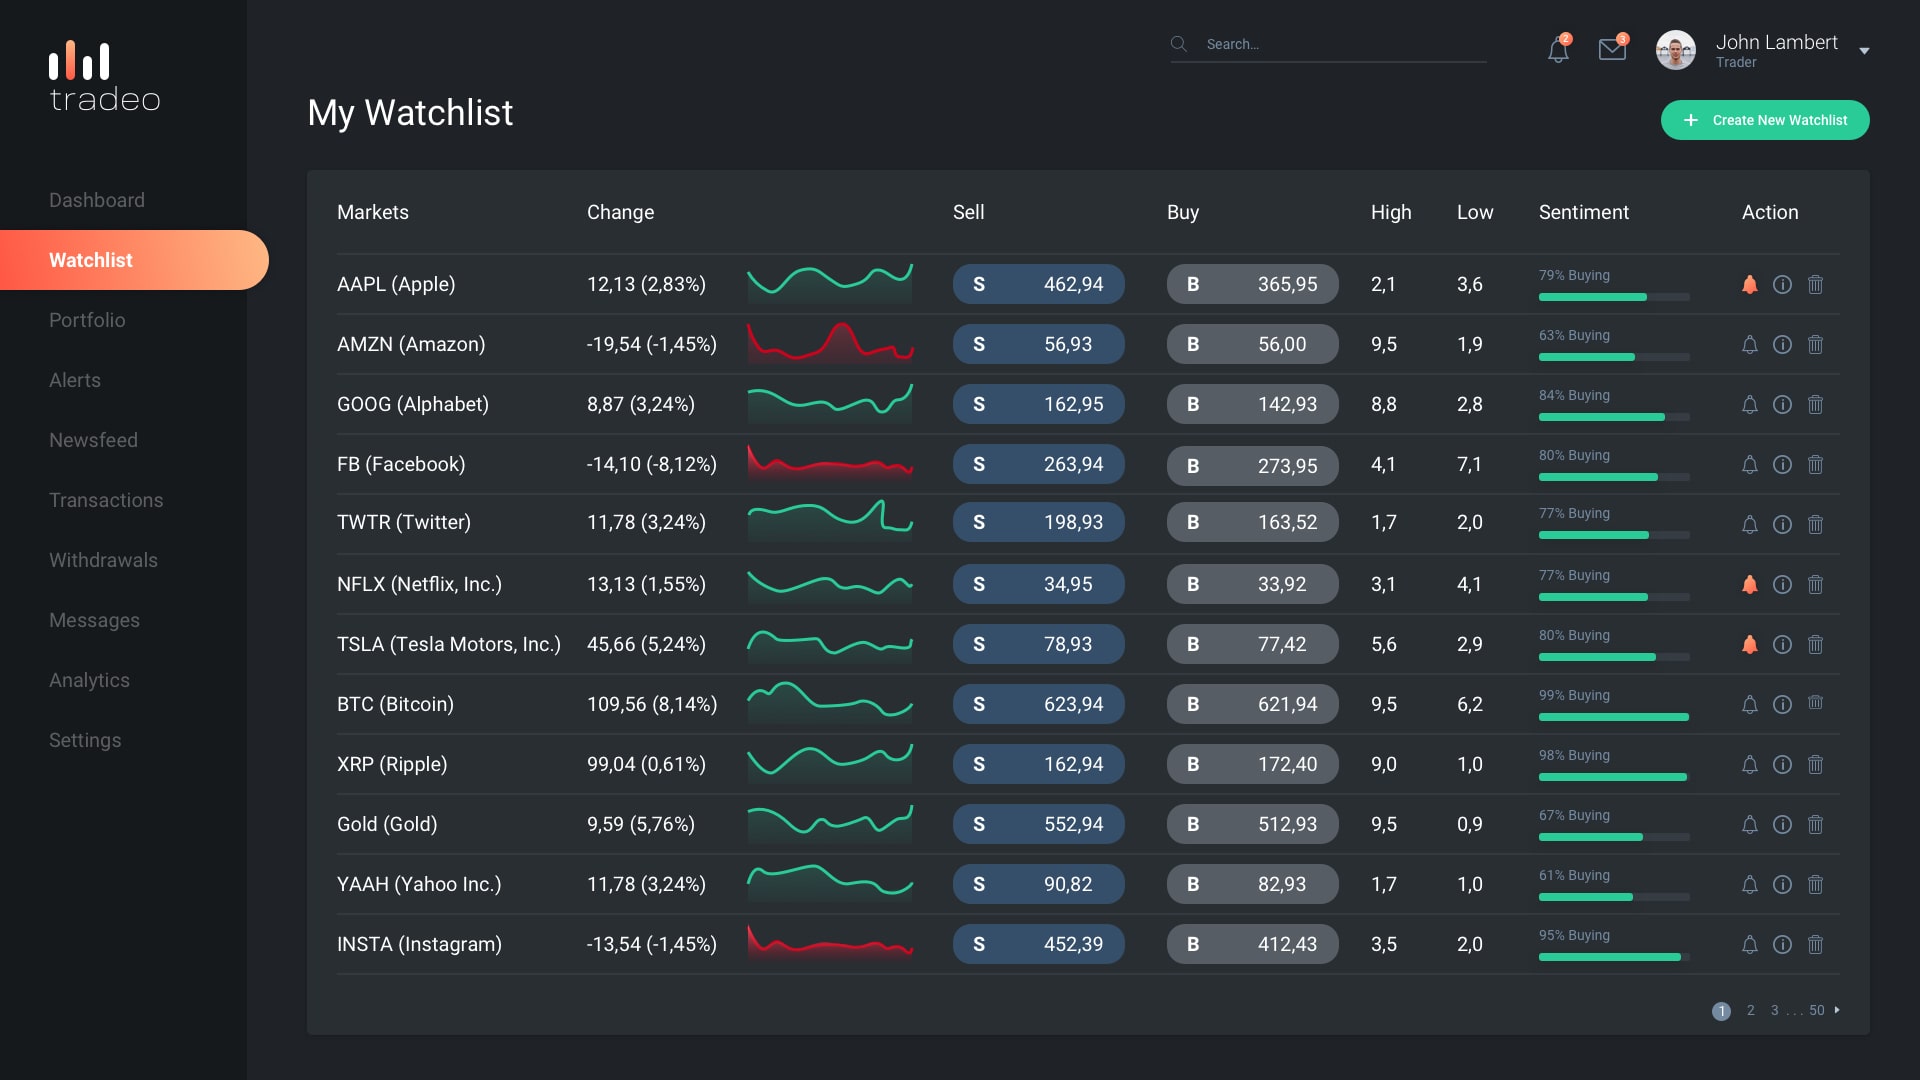 tradeo
Search...
2
3
John Lambert
Trader
My Watchlist
+ Create New Watchlist
Dashboard
Watchlist
Portfolio
Alerts
Newsfeed
Transactions
Withdrawals
Messages
Analytics
Settings
Markets Change Sell Buy High Low Sentiment Action
AAPL (Apple) 12,13 (2,83%) S 462,94 B 365,95 2,1 3,6 79% Buying
AMZN (Amazon) -19,54 (-1,45%) S 56,93 B 56,00 9,5 1,9 63% Buying
GOOG (Alphabet) 8,87 (3,24%) S 162,95 B 142,93 8,8 2,8 84% Buying
FB (Facebook) -14,10 (-8,12%) S 263,94 B 273,95 4,1 7,1 80% Buying
TWTR (Twitter) 11,78 (3,24%) S 198,93 B 163,52 1,7 2,0 77% Buying
NFLX (Netflix, Inc.) 13,13 (1,55%) S 34,95 B 33,92 3,1 4,1 77% Buying
TSLA (Tesla Motors, Inc.) 45,66 (5,24%) S 78,93 B 77,42 5,6 2,9 80% Buying
BTC (Bitcoin) 109,56 (8,14%) S 623,94 B 621,94 9,5 6,2 99% Buying
XRP (Ripple) 99,04 (0,61%) S 162,94 B 172,40 9,0 1,0 98% Buying
Gold (Gold) 9,59 (5,76%) S 552,94 B 512,93 9,5 0,9 67% Buying
YAAH (Yahoo Inc.) 11,78 (3,24%) S 90,82 B 82,93 1,7 1,0 61% Buying
INSTA (Instagram) -13,54 (-1,45%) S 452,39 B 412,43 3,5 2,0 95% Buying
1 2 3 ... 50